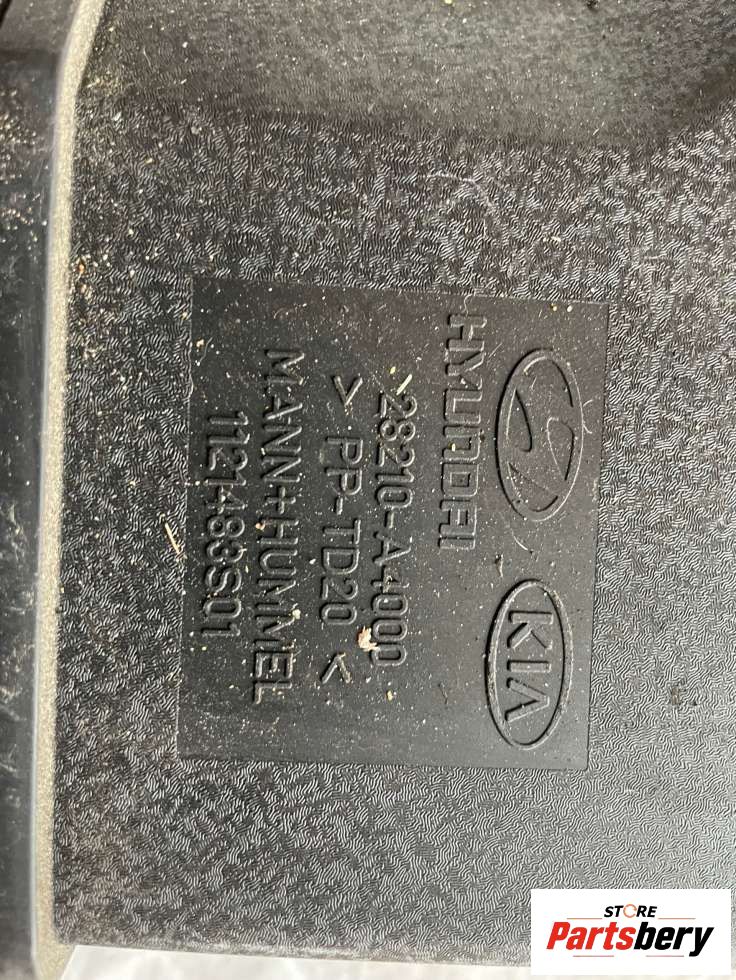 KIA
HYUNDAI
28210-A4000
> PP-TD20 <
MANN+HUMMEL
1121483S01
STORE
Partsbery